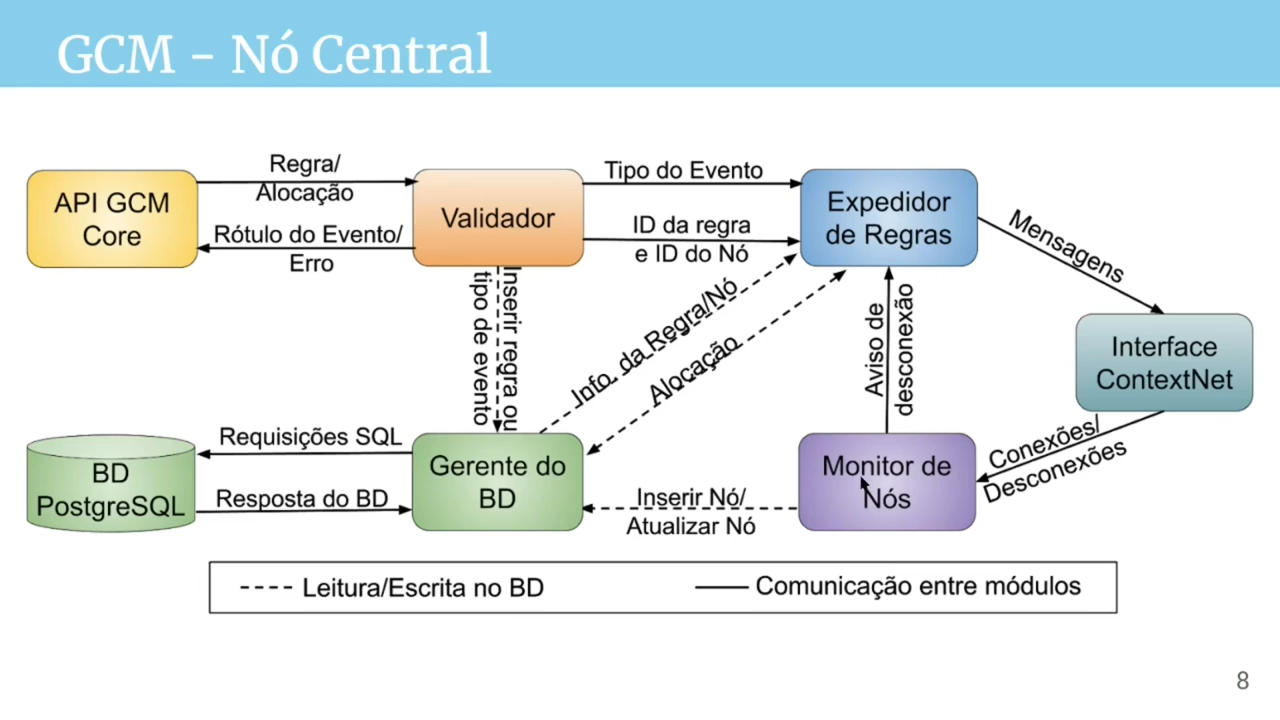 GCM - Nó Central
Regra/
Alocação
Tipo do Evento
API GCM
Core
Validador
Expedidor
de Regras
Rótulo do Evento/
Erro
ID da regra
e ID do Nó
Mensagens
Inserir regra ou
tipo de evento
Info. da Regra/Nó
Alocação
Aviso de
desconexão
Interface
ContextNet
Requisições SQL
Conexões/
Desconexões
BD
PostgreSQL
Gerente do
BD
Monitor de
Nós
Resposta do BD
Inserir Nó/
Atualizar Nó
Leitura/Escrita no BD
Comunicação entre módulos
8